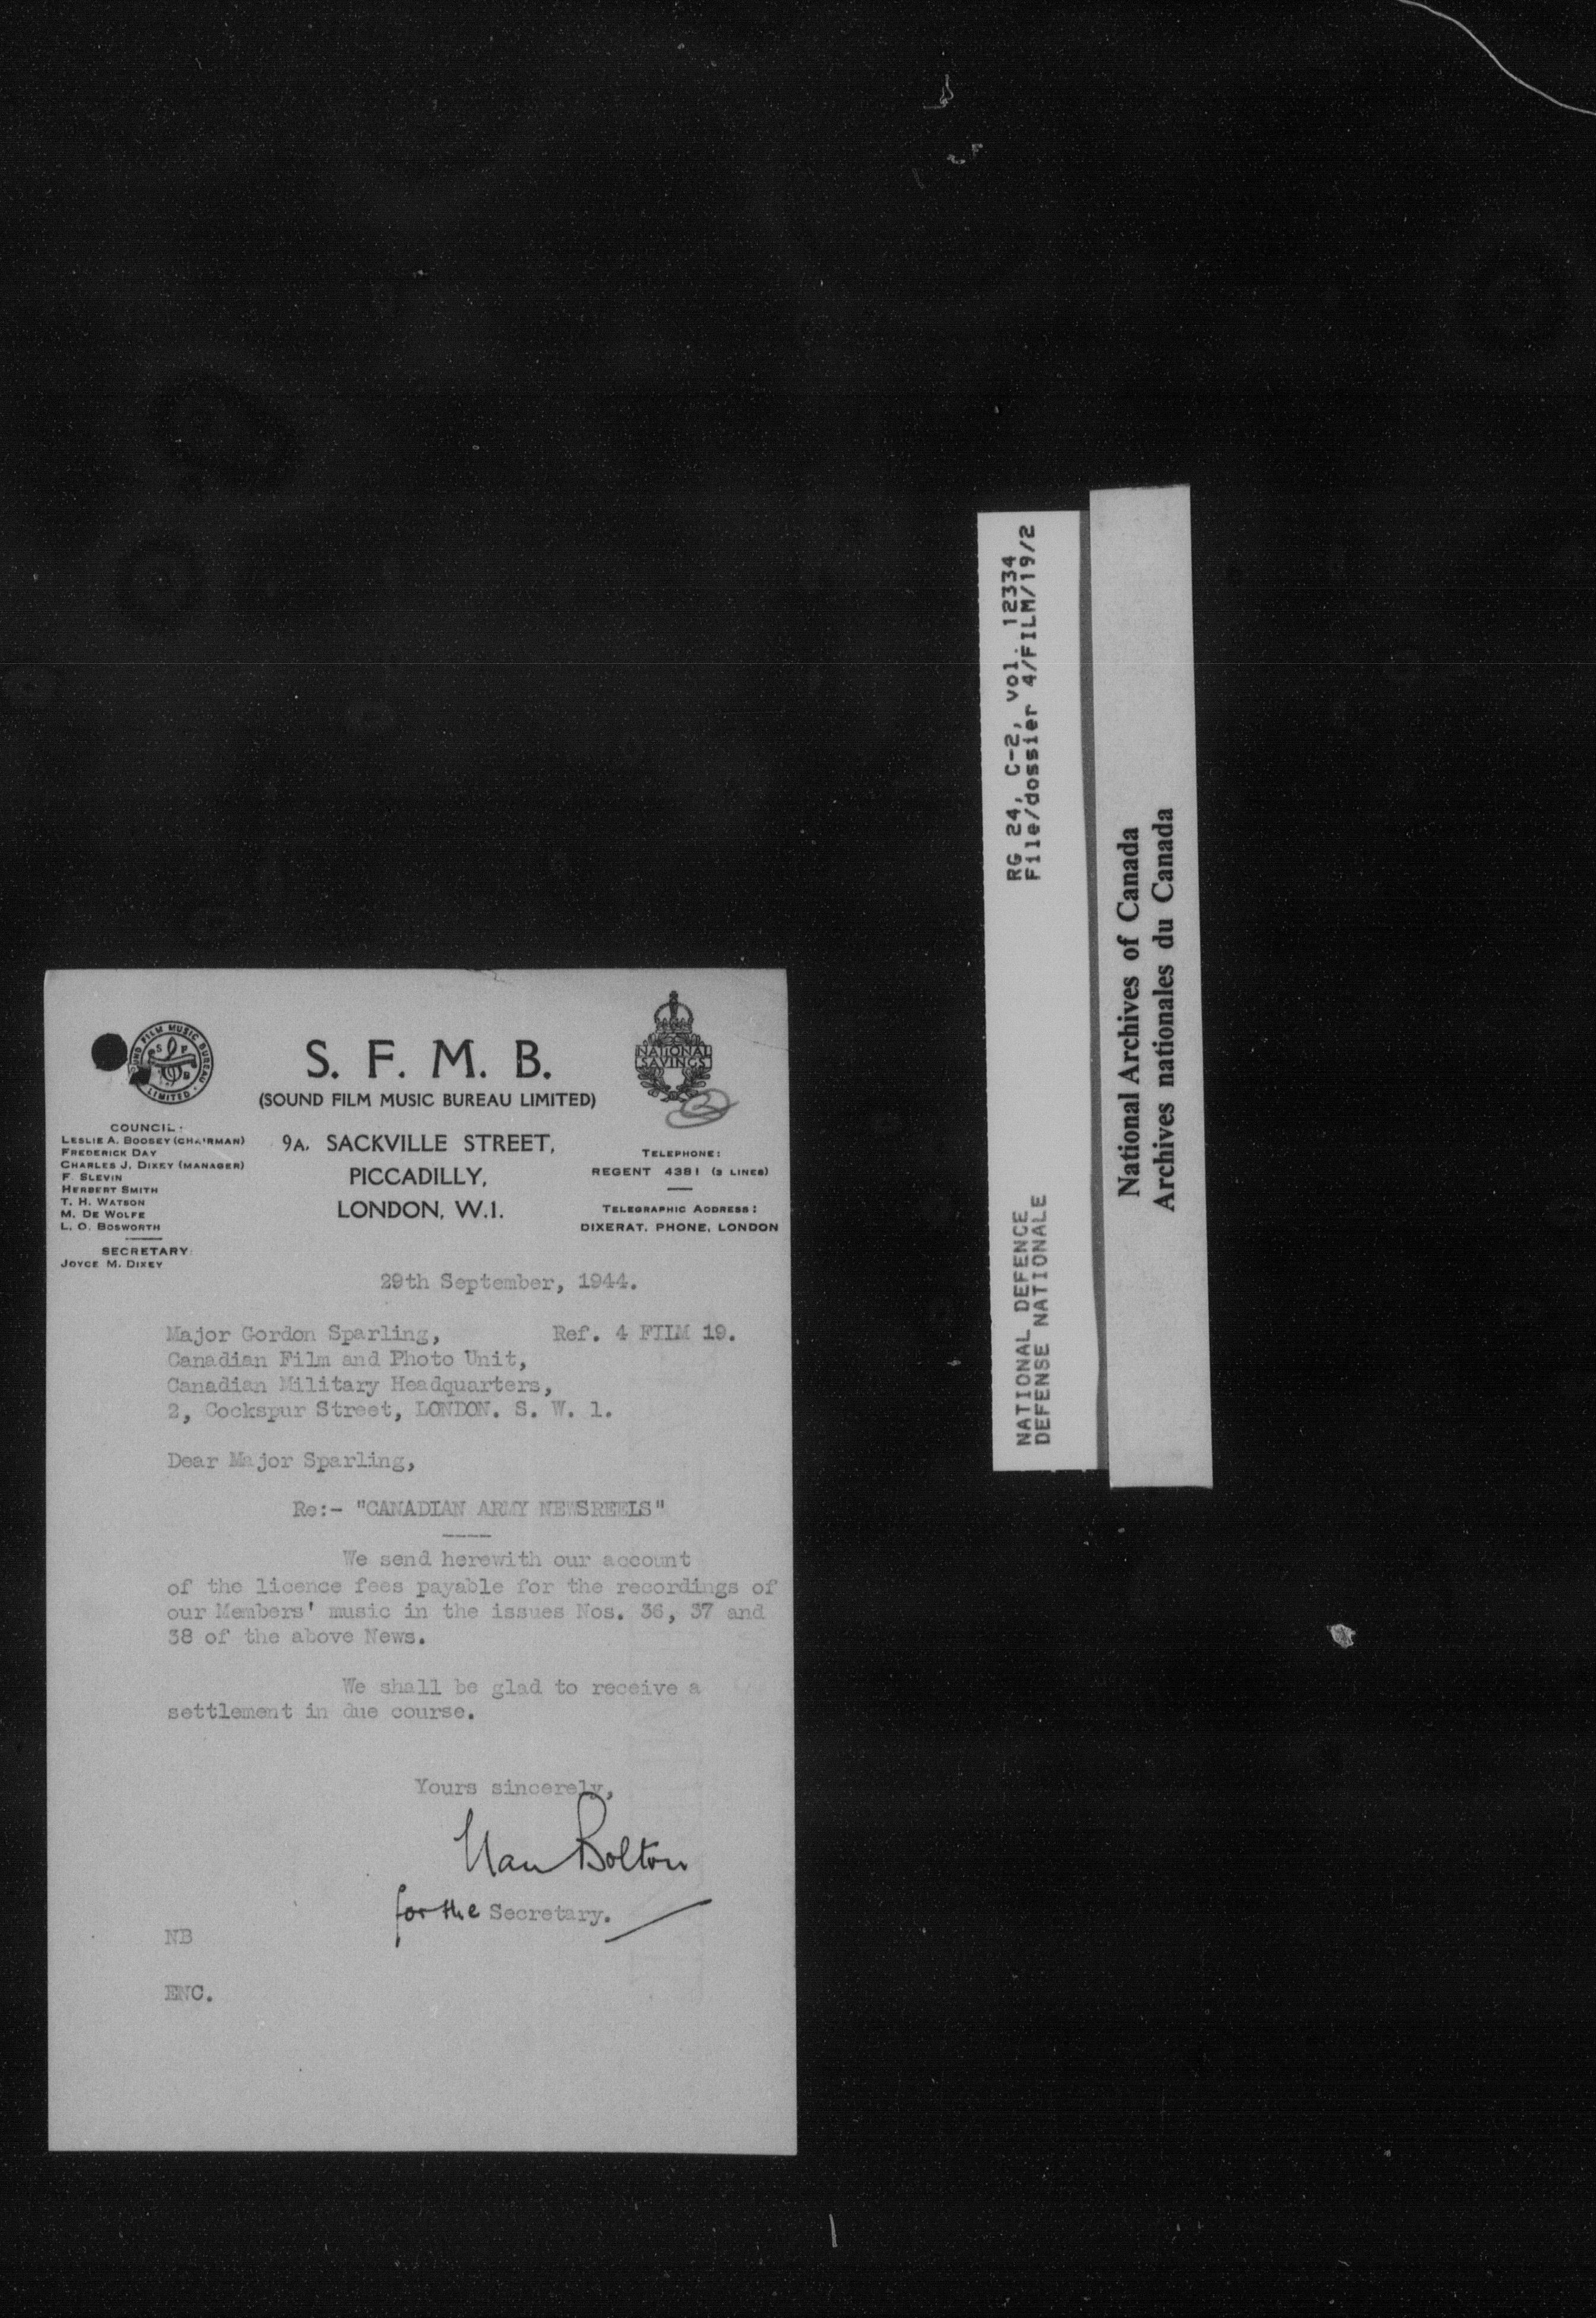 SOUND FILM MUSIC BUREAU
LIMITED
S. F. M. B.
(SOUND FILM MUSIC BUREAU LIMITED)
9A, SACKVILLE STREET,
PICCADILLY,
LONDON, W.1.
NATIONAL
SAVINGS
COUNCIL:
LESLIE A. BOOSEY (CHAIRMAN)
FREDERICK DAY
CHARLES J. DIXEY (MANAGER)
F. SLEVIN
HERBERT SMITH
T. H. WATSON
M. DE WOLFE
L. O. BOSWORTH
SECRETARY:
JOYCE M. DIXEY
TELEPHONE:
REGENT 4381 (3 LINES)
TELEGRAPHIC ADDRESS:
DIXERAT, PHONE, LONDON
29th September, 1944.
Major Gordon Sparling, Ref. 4 FTIM 19.
Canadian Film and Photo Unit,
Canadian Military Headquarters,
2, Cockspur Street, LONDON. S. W. 1.
Dear Major Sparling,
Re:- "CANADIAN ARMY NEWSREELS"
We send herewith our account
of the licence fees payable for the recordings of
our Members' music in the issues Nos. 36, 37 and
38 of the above News.
We shall be glad to receive a
settlement in due course.
Yours sincerely,
Nan Bolton
for the Secretary.
NB
ENC.
NATIONAL DEFENCE RG 24, C-2, vol. 12334
DEFENSE NATIONALE File/dossier 4/FILM/19/2
National Archives of Canada
Archives nationales du Canada